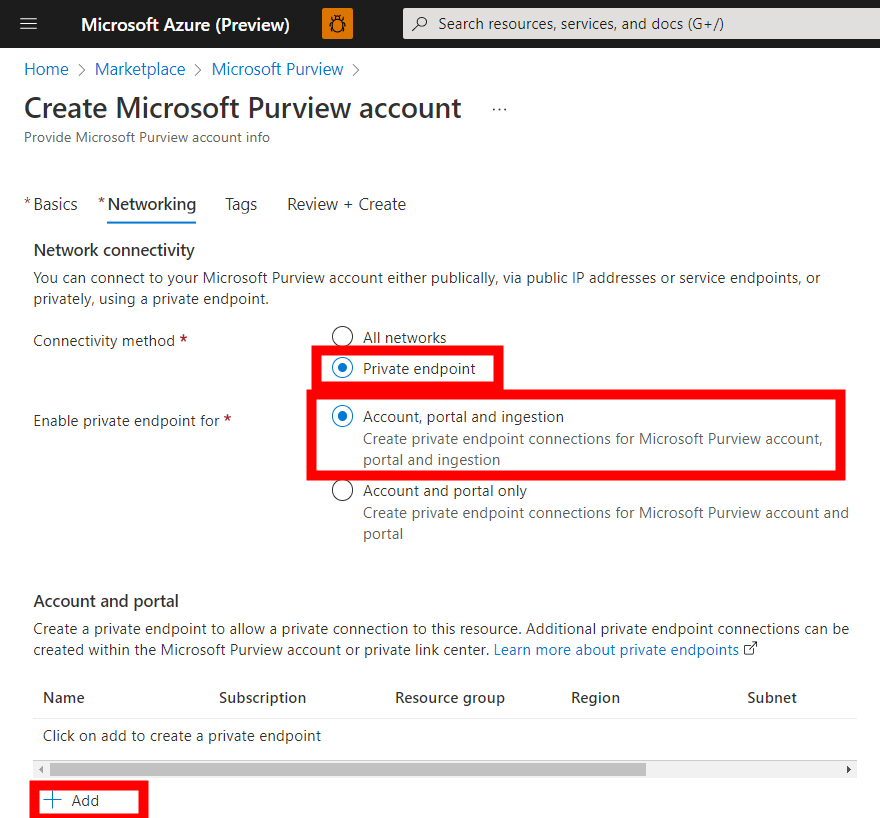 Microsoft Azure (Preview)
Search resources, services, and docs (G+/)
Home > Marketplace > Microsoft Purview >
Create Microsoft Purview account ...
Provide Microsoft Purview account info
* Basics * Networking Tags Review + Create
Network connectivity
You can connect to your Microsoft Purview account either publically, via public IP addresses or service endpoints, or
privately, using a private endpoint.
Connectivity method *
All networks
Private endpoint
Enable private endpoint for *
Account, portal and ingestion
Create private endpoint connections for Microsoft Purview account,
portal and ingestion
Account and portal only
Create private endpoint connections for Microsoft Purview account and
portal
Account and portal
Create a private endpoint to allow a private connection to this resource. Additional private endpoint connections can be
created within the Microsoft Purview account or private link center. Learn more about private endpoints
Name Subscription Resource group Region Subnet
Click on add to create a private endpoint
+ Add